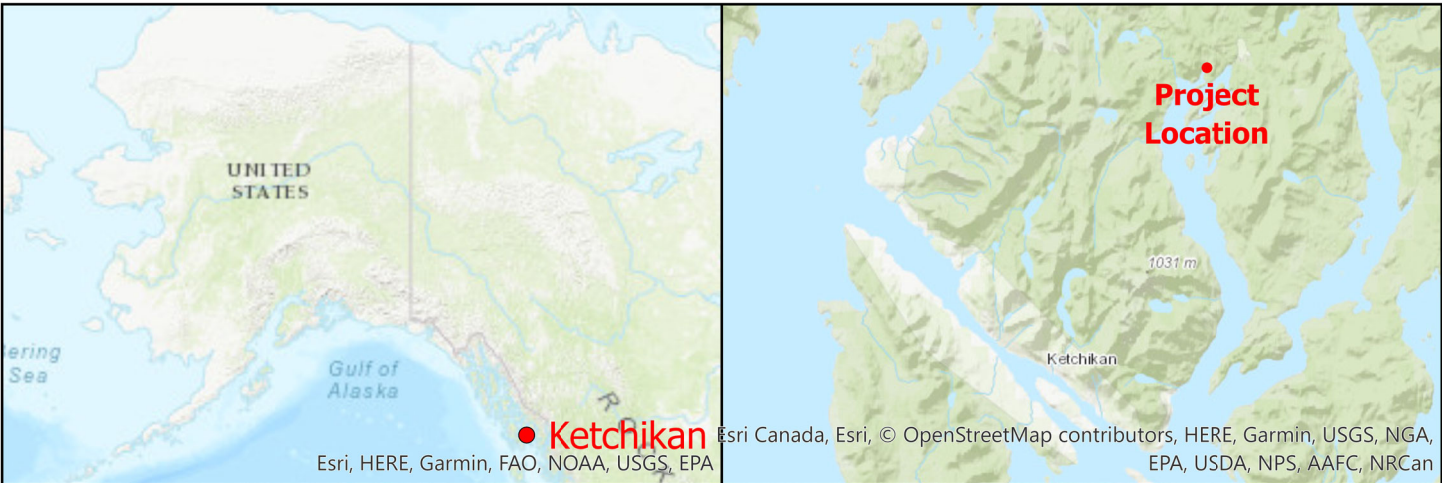 UNITED
STATES
ering
Sea
Gulf of
Alaska
R O C K
Ketchikan
Esri, HERE, Garmin, FAO, NOAA, USGS, EPA
Project
Location
1031 m
Ketchikan
Esri Canada, Esri, © OpenStreetMap contributors, HERE, Garmin, USGS, NGA,
EPA, USDA, NPS, AAFC, NRCan